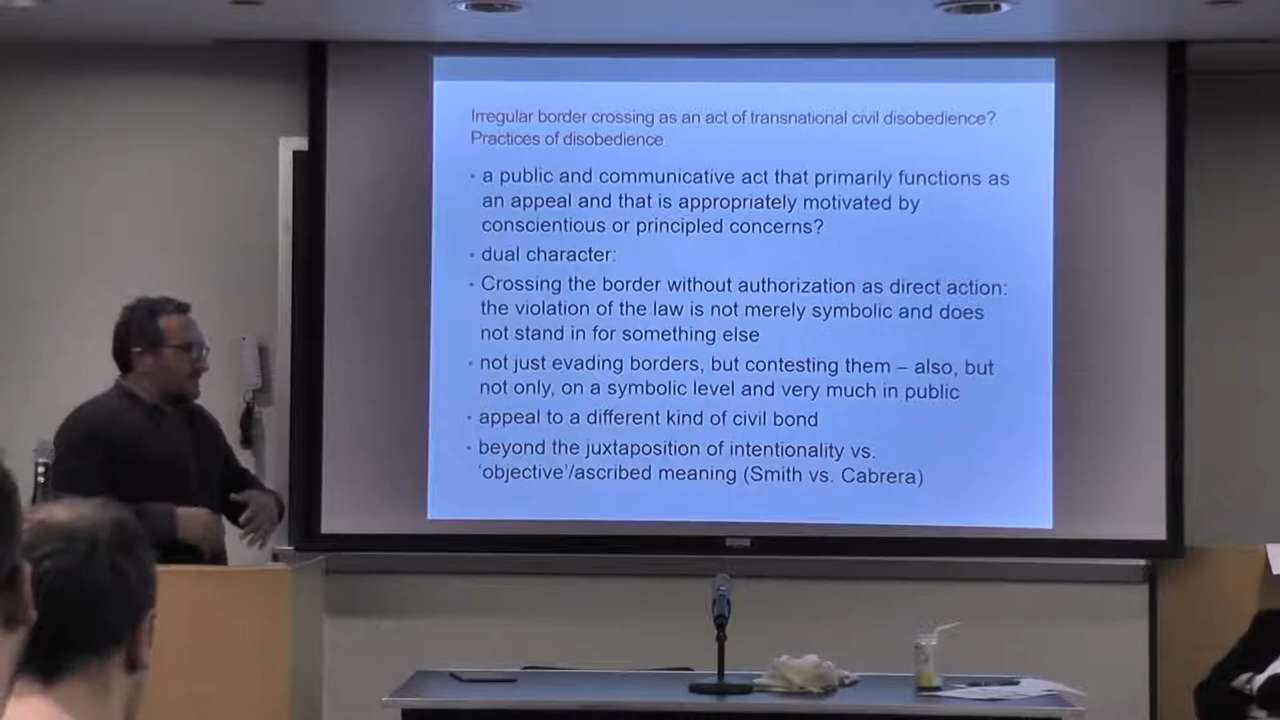 Irregular border crossing as an act of transnational civil disobedience?
Practices of disobedience
• a public and communicative act that primarily functions as
an appeal and that is appropriately motivated by
conscientious or principled concerns?
• dual character:
• Crossing the border without authorization as direct action:
the violation of the law is not merely symbolic and does
not stand in for something else
• not just evading borders, but contesting them – also, but
not only, on a symbolic level and very much in public
• appeal to a different kind of civil bond
• beyond the juxtaposition of intentionality vs.
‘objective’/ascribed meaning (Smith vs. Cabrera)